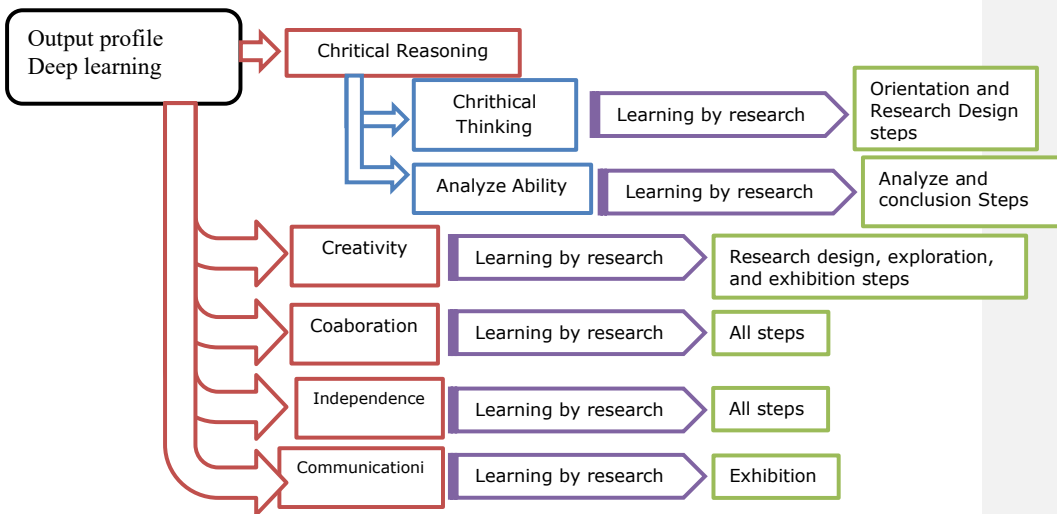 Output profile
Deep learning
Chritical Reasoning
Chrithical
Thinking
Learning by research
Orientation and
Research Design
steps
Analyze Ability
Learning by research
Analyze and
conclusion Steps
Creativity
Learning by research
Research design, exploration,
and exhibition steps
Coaboration
Learning by research
All steps
Independence
Learning by research
All steps
Communicationi
Learning by research
Exhibition